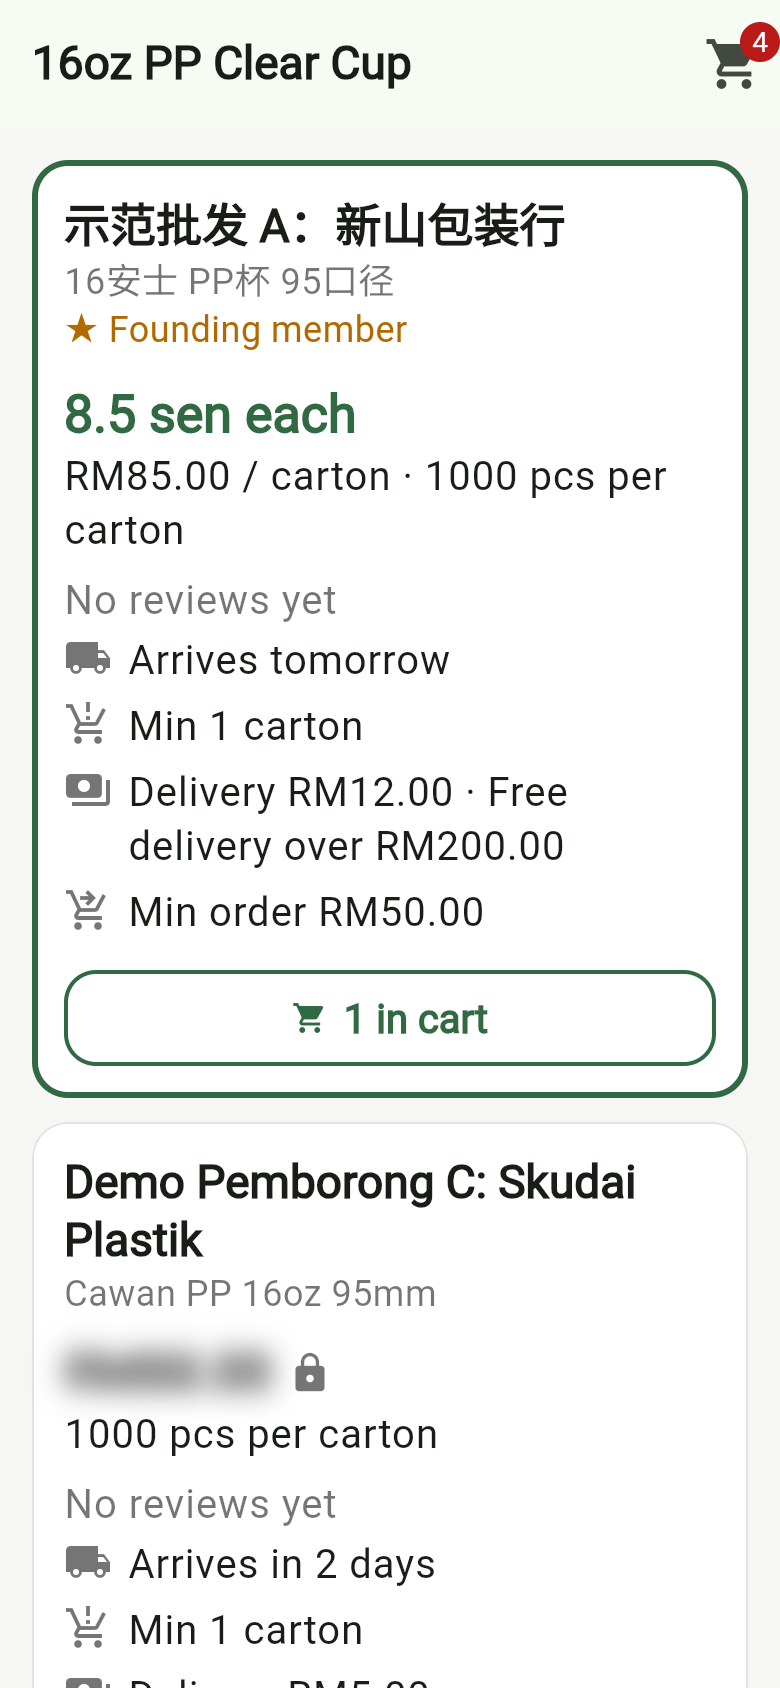 16oz PP Clear Cup
4
示范批发 A：新山包装行
16安士 PP杯 95口径
★ Founding member
8.5 sen each
RM85.00 / carton · 1000 pcs per
carton
No reviews yet
Arrives tomorrow
Min 1 carton
Delivery RM12.00 · Free
delivery over RM200.00
Min order RM50.00
1 in cart
Demo Pemborong C: Skudai
Plastik
Cawan PP 16oz 95mm
1000 pcs per carton
No reviews yet
Arrives in 2 days
Min 1 carton